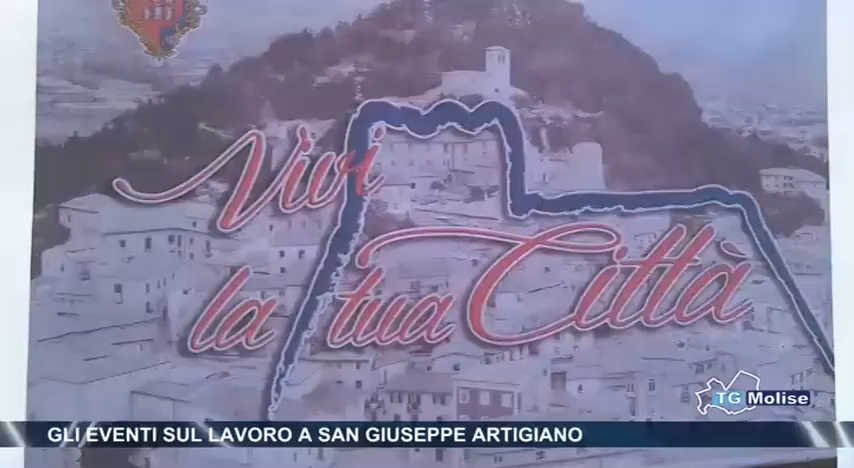 Vivi
la tua Città
TG Molise
GLI EVENTI SUL LAVORO A SAN GIUSEPPE ARTIGIANO